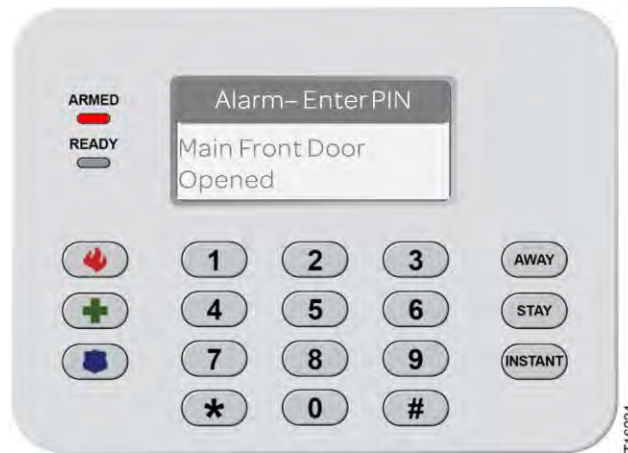 ARMED
READY
Alarm– Enter PIN
Main Front Door
Opened
1 2 3 AWAY
4 5 6 STAY
7 8 9 INSTANT
* 0 #